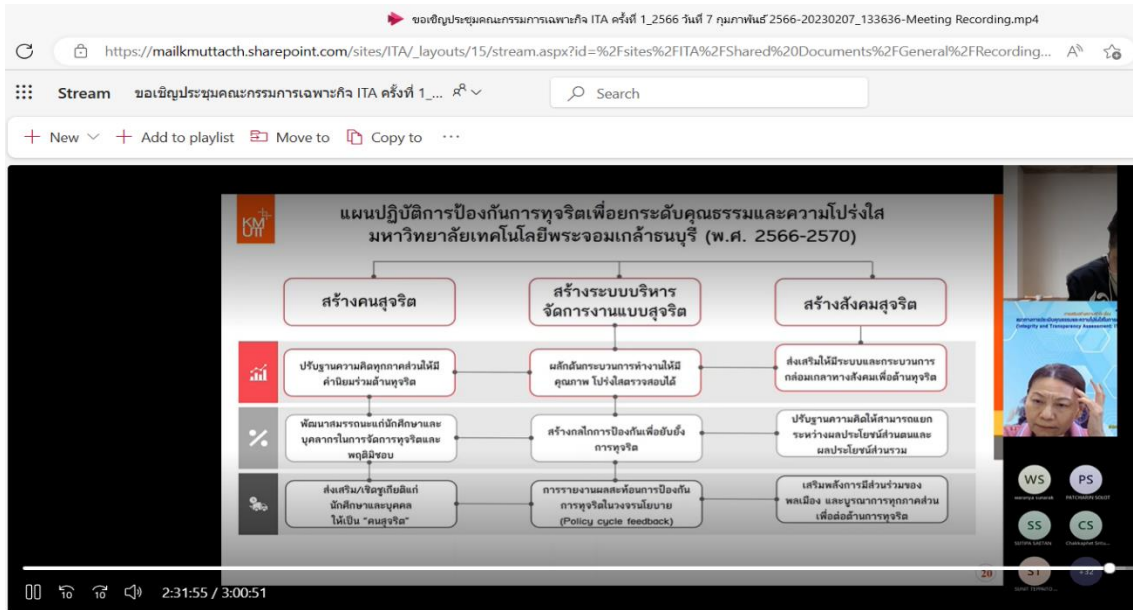 ขอเชิญประชุมคณะกรรมการเฉพาะกิจ ITA ครั้งที่ 1_2566 วันที่ 7 กุมภาพันธ์ 2566-20230207_133636-Meeting Recording.mp4
https://mailkmuttacth.sharepoint.com/sites/ITA/_layouts/15/stream.aspx?id=%2Fsites%2FITA%2FShared%20Documents%2FGeneral%2FRecording...
Stream ขอเชิญประชุมคณะกรรมการเฉพาะกิจ ITA ครั้งที่ 1_... Search
New Add to playlist Move to Copy to ...
KMUTT
แผนปฏิบัติการป้องกันการทุจริตเพื่อยกระดับคุณธรรมและความโปร่งใส
มหาวิทยาลัยเทคโนโลยีพระจอมเกล้าธนบุรี (พ.ศ. 2566-2570)
สร้างคนสุจริต
สร้างระบบบริหาร
จัดการงานแบบสุจริต
สร้างสังคมสุจริต
ปรับฐานความคิดทุกภาคส่วนให้มี
ค่านิยมร่วมต้านทุจริต
ผลักดันกระบวนการทำงานให้มี
คุณภาพ โปร่งใสตรวจสอบได้
ส่งเสริมให้มีระบบและกระบวนการ
กล่อมเกลาทางสังคมเพื่อต้านทุจริต
พัฒนาสมรรถนะแก่นักศึกษาและ
บุคลากรในการจัดการทุจริตและ
พฤติมิชอบ
สร้างกลไกการป้องกันเพื่อยับยั้ง
การทุจริต
ปรับฐานความคิดให้สามารถแยก
ระหว่างผลประโยชน์ส่วนตนและ
ผลประโยชน์ส่วนรวม
ส่งเสริม/เชิดชูเกียติแก่
นักศึกษาและบุคคล
ให้เป็น "คนสุจริต"
การรายงานผลสะท้อนการป้องกัน
การทุจริตในวงจรนโยบาย
(Policy cycle feedback)
เสริมพลังการมีส่วนร่วมของ
พลเมือง และบูรณาการทุกภาคส่วน
เพื่อต่อต้านการทุจริต
20
(Integrity and Transparency Assessment:
WS PS
SS CS
ST +32
10 10 2:31:55 / 3:00:51